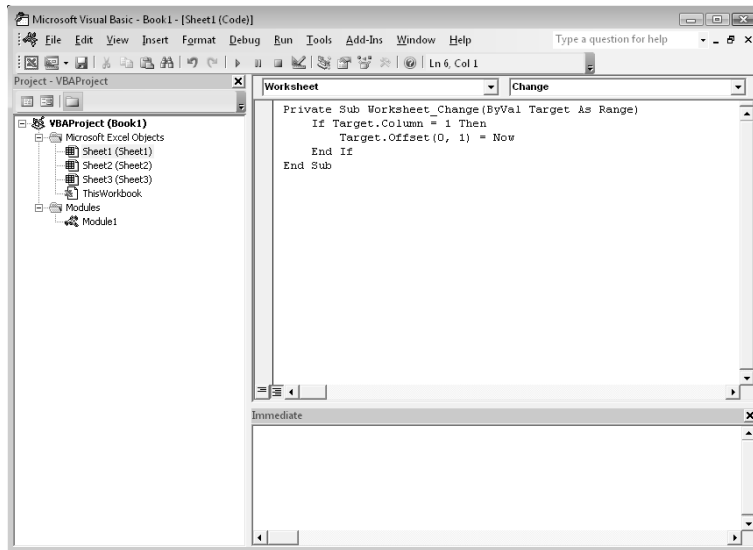 Microsoft Visual Basic - Book1 - [Sheet1 (Code)]
File Edit View Insert Format Debug Run Tools Add-Ins Window Help Type a question for help
Ln 6, Col 1
Project - VBAProject
VBAProject (Book1)
Microsoft Excel Objects
Sheet1 (Sheet1)
Sheet2 (Sheet2)
Sheet3 (Sheet3)
ThisWorkbook
Modules
Module1
Worksheet Change
Private Sub Worksheet_Change(ByVal Target As Range)
If Target.Column = 1 Then
Target.Offset(0, 1) = Now
End If
End Sub
Immediate